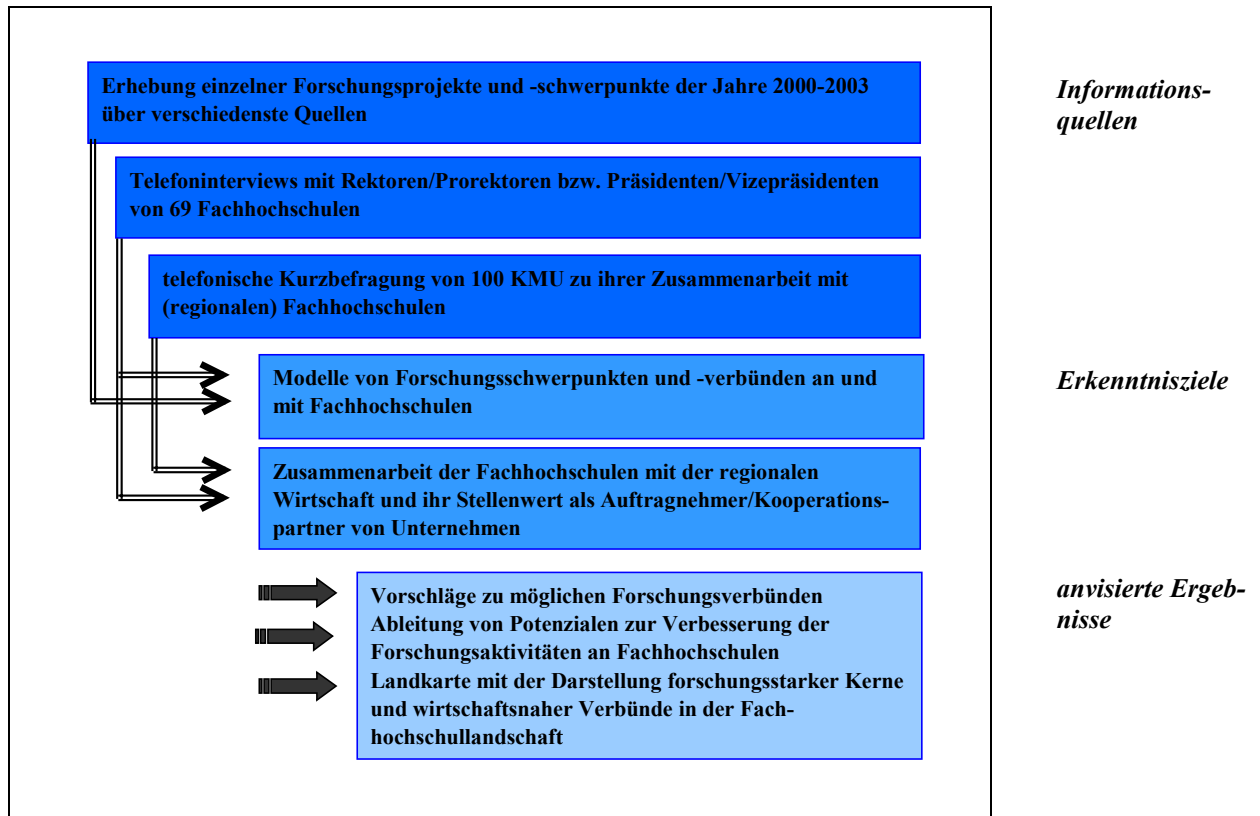 Erhebung einzelner Forschungsprojekte und -schwerpunkte der Jahre 2000-2003
über verschiedenste Quellen
Informations-
quellen
Telefoninterviews mit Rektoren/Prorektoren bzw. Präsidenten/Vizepräsidenten
von 69 Fachhochschulen
telefonische Kurzbefragung von 100 KMU zu ihrer Zusammenarbeit mit
(regionalen) Fachhochschulen
Modelle von Forschungsschwerpunkten und -verbünden an und
mit Fachhochschulen
Erkenntnisziele
Zusammenarbeit der Fachhochschulen mit der regionalen
Wirtschaft und ihr Stellenwert als Auftragnehmer/Kooperations-
partner von Unternehmen
Vorschläge zu möglichen Forschungsverbünden
Ableitung von Potenzialen zur Verbesserung der
Forschungsaktivitäten an Fachhochschulen
Landkarte mit der Darstellung forschungsstarker Kerne
und wirtschaftsnaher Verbünde in der Fach-
hochschullandschaft
anvisierte Ergeb-
nisse